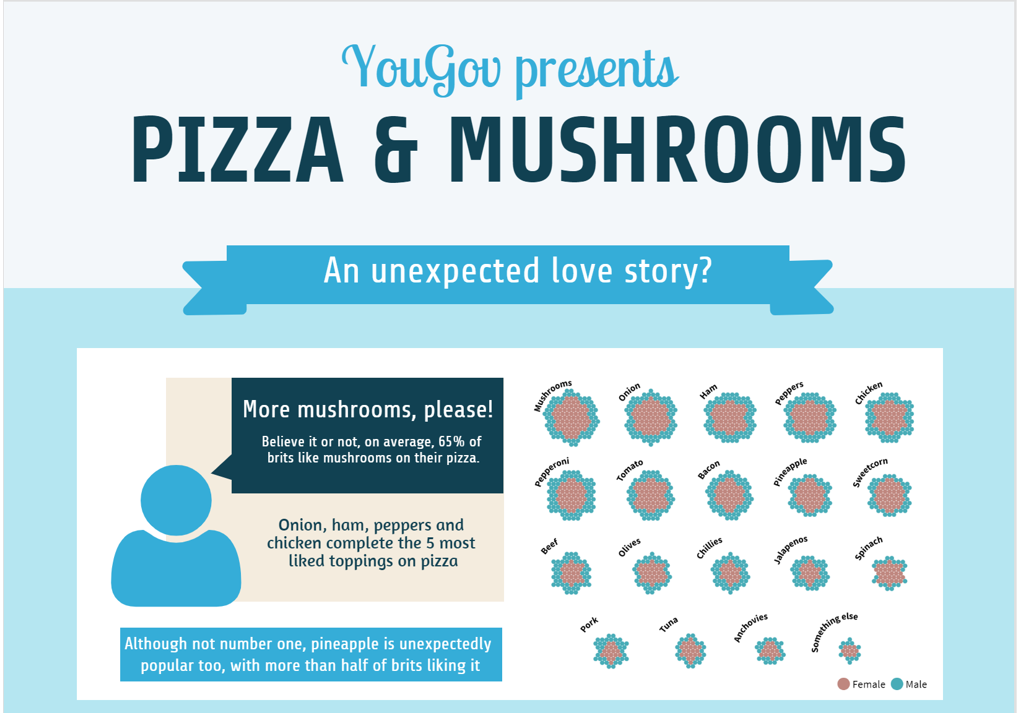 YouGov presents
PIZZA & MUSHROOMS
An unexpected love story?
More mushrooms, please!
Believe it or not, on average, 65% of
brits like mushrooms on their pizza.
Onion, ham, peppers and
chicken complete the 5 most
liked toppings on pizza
Although not number one, pineapple is unexpectedly
popular too, with more than half of brits liking it
Mushrooms
Onion
Ham
Peppers
Chicken
Pepperoni
Tomato
Bacon
Pineapple
Sweetcorn
Beef
Olives
Chillies
Jalapenos
Spinach
Pork
Tuna
Anchovies
Something else
Female
Male